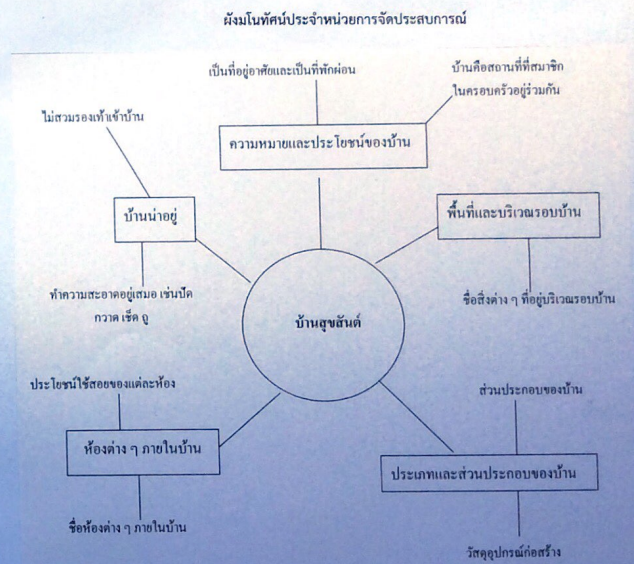 ผังมโนทัศน์ประจำหน่วยการจัดประสบการณ์
เป็นที่อยู่อาศัยและเป็นที่พักผ่อน
บ้านคือสถานที่ที่สมาชิก
ในครอบครัวอยู่ร่วมกัน
ไม่สวมรองเท้าเข้าบ้าน
ความหมายและประโยชน์ของบ้าน
บ้านน่าอยู่
พื้นที่และบริเวณรอบบ้าน
ทำความสะอาดอยู่เสมอ เช่นปัด
กวาด เช็ด ถู
ชื่อสิ่งต่าง ๆ ที่อยู่บริเวณรอบบ้าน
บ้านสุขสันต์
ประโยชน์ใช้สอยของแต่ละห้อง
ส่วนประกอบของบ้าน
ห้องต่าง ๆ ภายในบ้าน
ประเภทและส่วนประกอบของบ้าน
ชื่อห้องต่าง ๆ ภายในบ้าน
วัสดุอุปกรณ์ก่อสร้าง